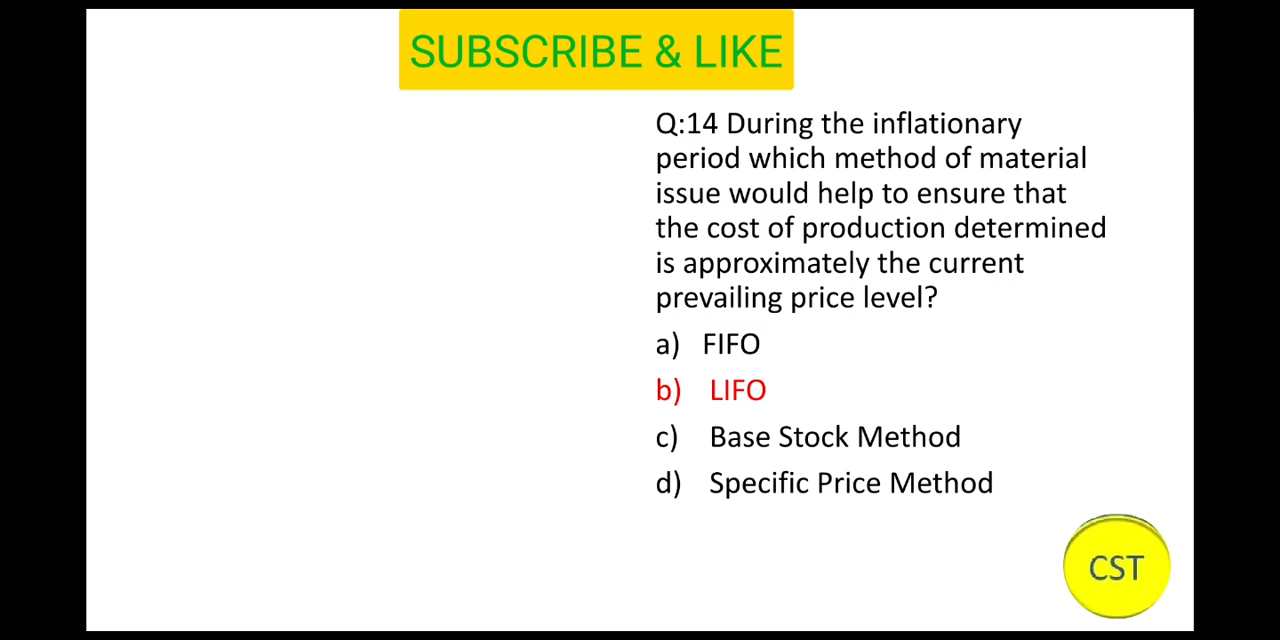 SUBSCRIBE & LIKE
Q:14 During the inflationary
period which method of material
issue would help to ensure that
the cost of production determined
is approximately the current
prevailing price level?
a) FIFO
b) LIFO
c) Base Stock Method
d) Specific Price Method
CST